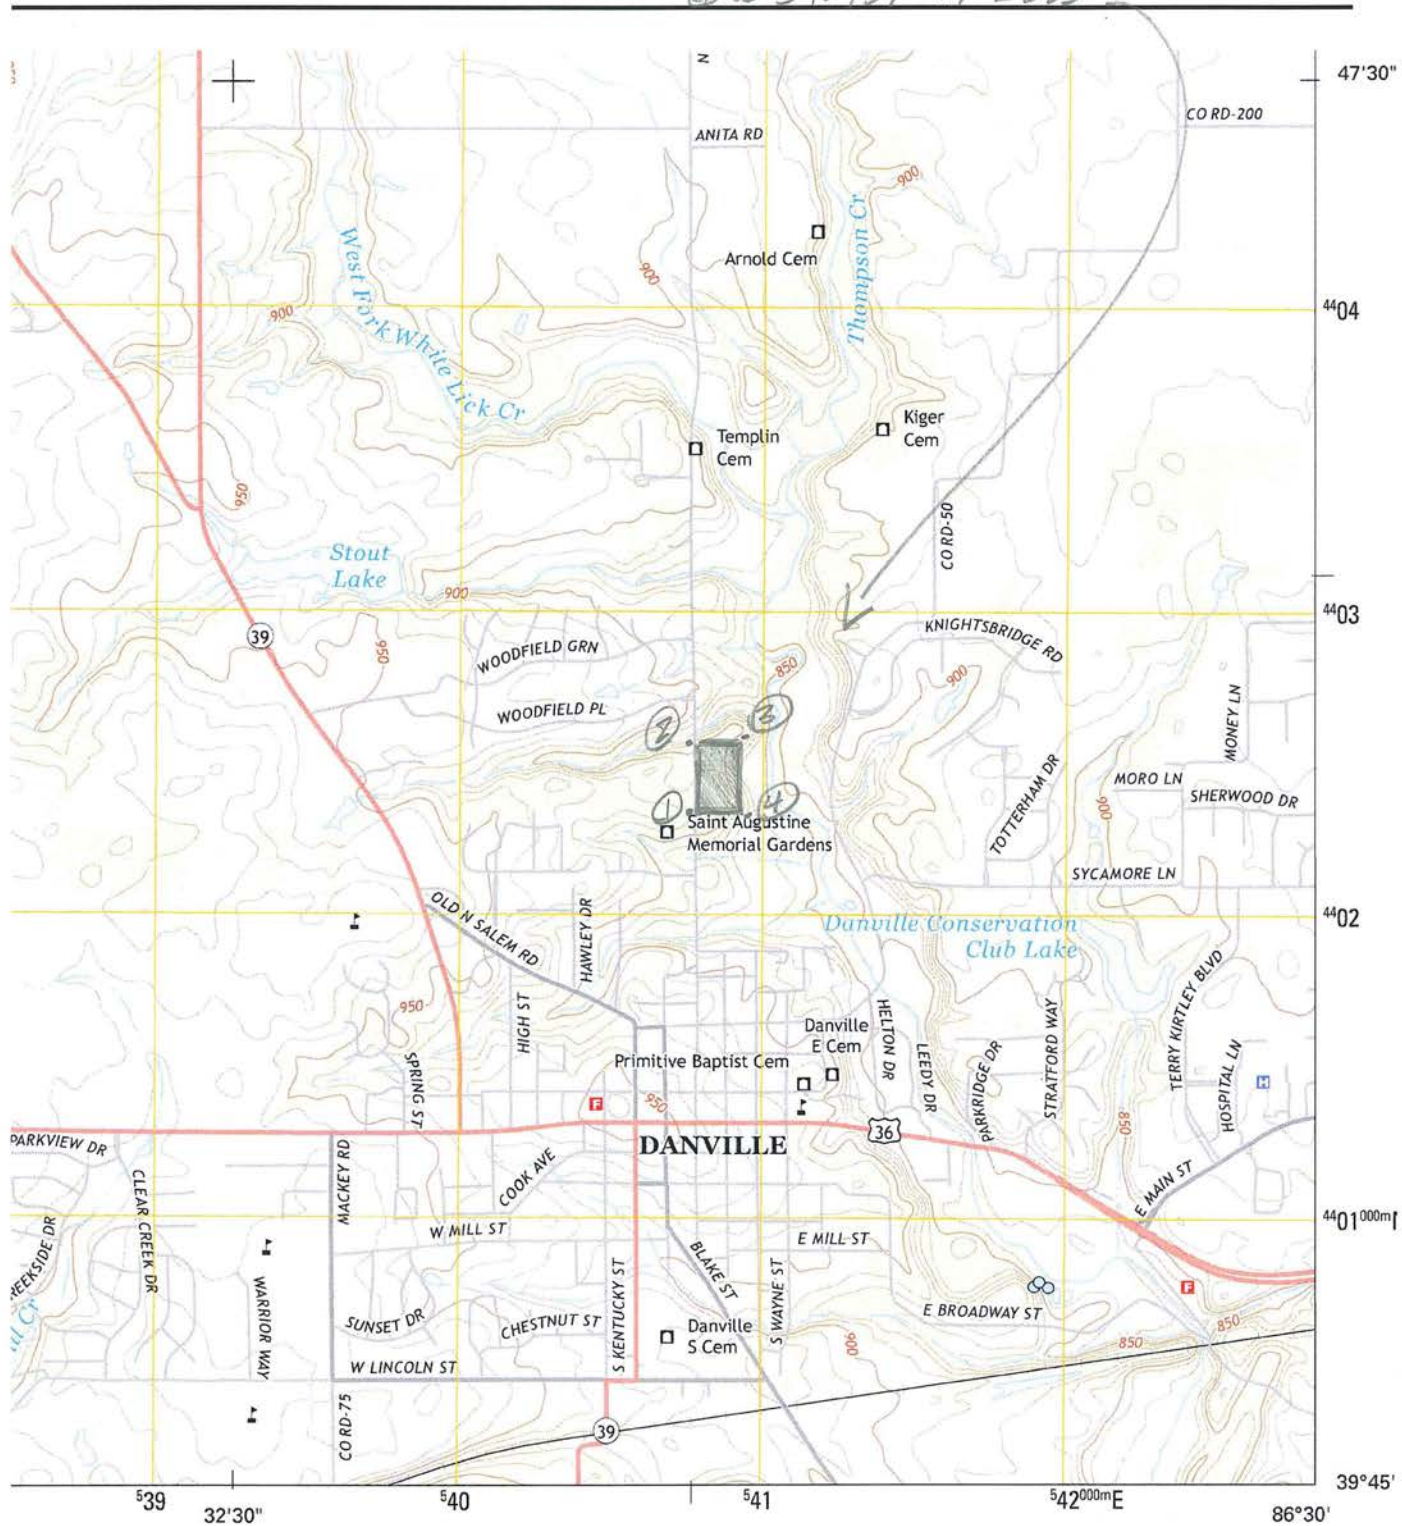 47'30"
N
ANITA RD
CO RD-200
900
Arnold Cem
Thompson Cr
West Fork White Lick Cr
900
900
4404
Templin
Cem
Kiger
Cem
950
CO RD-50
Stout
Lake
900
4403
39
KNIGHTSBRIDGE RD
950
WOODFIELD GRN
850
900
WOODFIELD PL
MONEY LN
2
3
TOTTERHAM DR
MORO LN
SHERWOOD DR
900
1
4
Saint Augustine
Memorial Gardens
SYCAMORE LN
OLD N SALEM RD
HAWLEY DR
4402
Danville Conservation
Club Lake
TERRY KIRTLEY BLVD
950
HIGH ST
HELTON DR
STRATFORD WAY
Danville
E Cem
SPRING ST
Primitive Baptist Cem
LEEDY DR
PARKRIDGE DR
HOSPITAL LN
H
F
950
850
PARKVIEW DR
MACKEY RD
DANVILLE
36
CLEAR CREEK DR
COOK AVE
E MAIN ST
REEKSIDE DR
W MILL ST
E MILL ST
4401000m
BLAKE ST
S WAYNE ST
S KENTUCKY ST
WARRIOR WAY
F
Cr
SUNSET DR
CHESTNUT ST
Danville
S Cem
E BROADWAY ST
900
850
850
W LINCOLN ST
CO RD-75
39
39°45'
539
540
541
542000mE
32'30"
86°30'